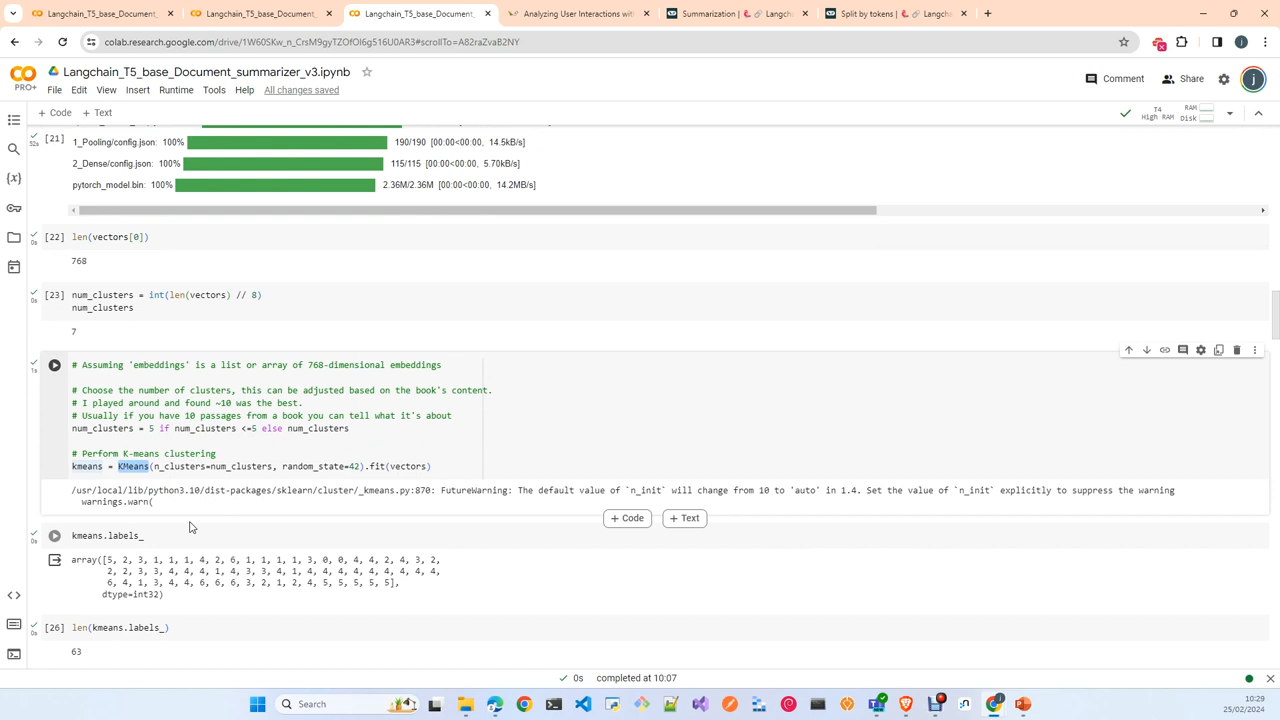 Langchain_T5_base_Document_
Langchain_T5_base_Document_
Langchain_T5_base_Document_
Analyzing User Interactions with
Summarization | 🦜️🔗 Langcha
Split by tokens | 🦜️🔗 Langcha
colab.research.google.com/drive/1W60SKw_n_CrsM9gyTZOfOl6g516U0AR3#scrollTo=A82raZvaB2NY
Langchain_T5_base_Document_summarizer_v3.ipynb
PRO+
File Edit View Insert Runtime Tools Help All changes saved
Comment Share
+ Code + Text
T4 High RAM RAM Disk
[21]
52s
1_Pooling/config.json: 100% 190/190 [00:00<00:00, 14.5kB/s]
2_Dense/config.json: 100% 115/115 [00:00<00:00, 5.70kB/s]
pytorch_model.bin: 100% 2.36M/2.36M [00:00<00:00, 14.2MB/s]
[22] len(vectors[0])
0s
768
[23] num_clusters = int(len(vectors) // 8)
0s
num_clusters
7
1s
# Assuming 'embeddings' is a list or array of 768-dimensional embeddings
# Choose the number of clusters, this can be adjusted based on the book's content.
# I played around and found ~10 was the best.
# Usually if you have 10 passages from a book you can tell what it's about
num_clusters = 5 if num_clusters <=5 else num_clusters
# Perform K-means clustering
kmeans = KMeans(n_clusters=num_clusters, random_state=42).fit(vectors)
/usr/local/lib/python3.10/dist-packages/sklearn/cluster/_kmeans.py:870: FutureWarning: The default value of `n_init` will change from 10 to 'auto' in 1.4. Set the value of `n_init` explicitly to suppress the warning
warnings.warn(
+ Code + Text
kmeans.labels_
0s
array([5, 2, 3, 1, 1, 1, 4, 2, 6, 1, 1, 1, 1, 3, 0, 0, 4, 4, 2, 4, 3, 2,
2, 2, 3, 3, 4, 4, 4, 1, 4, 3, 3, 4, 1, 4, 4, 4, 4, 4, 4, 4, 4, 4,
6, 4, 1, 3, 4, 4, 6, 6, 6, 3, 2, 1, 2, 4, 5, 5, 5, 5, 5],
dtype=int32)
[26] len(kmeans.labels_)
0s
63
0s completed at 10:07
Search
10:29
25/02/2024